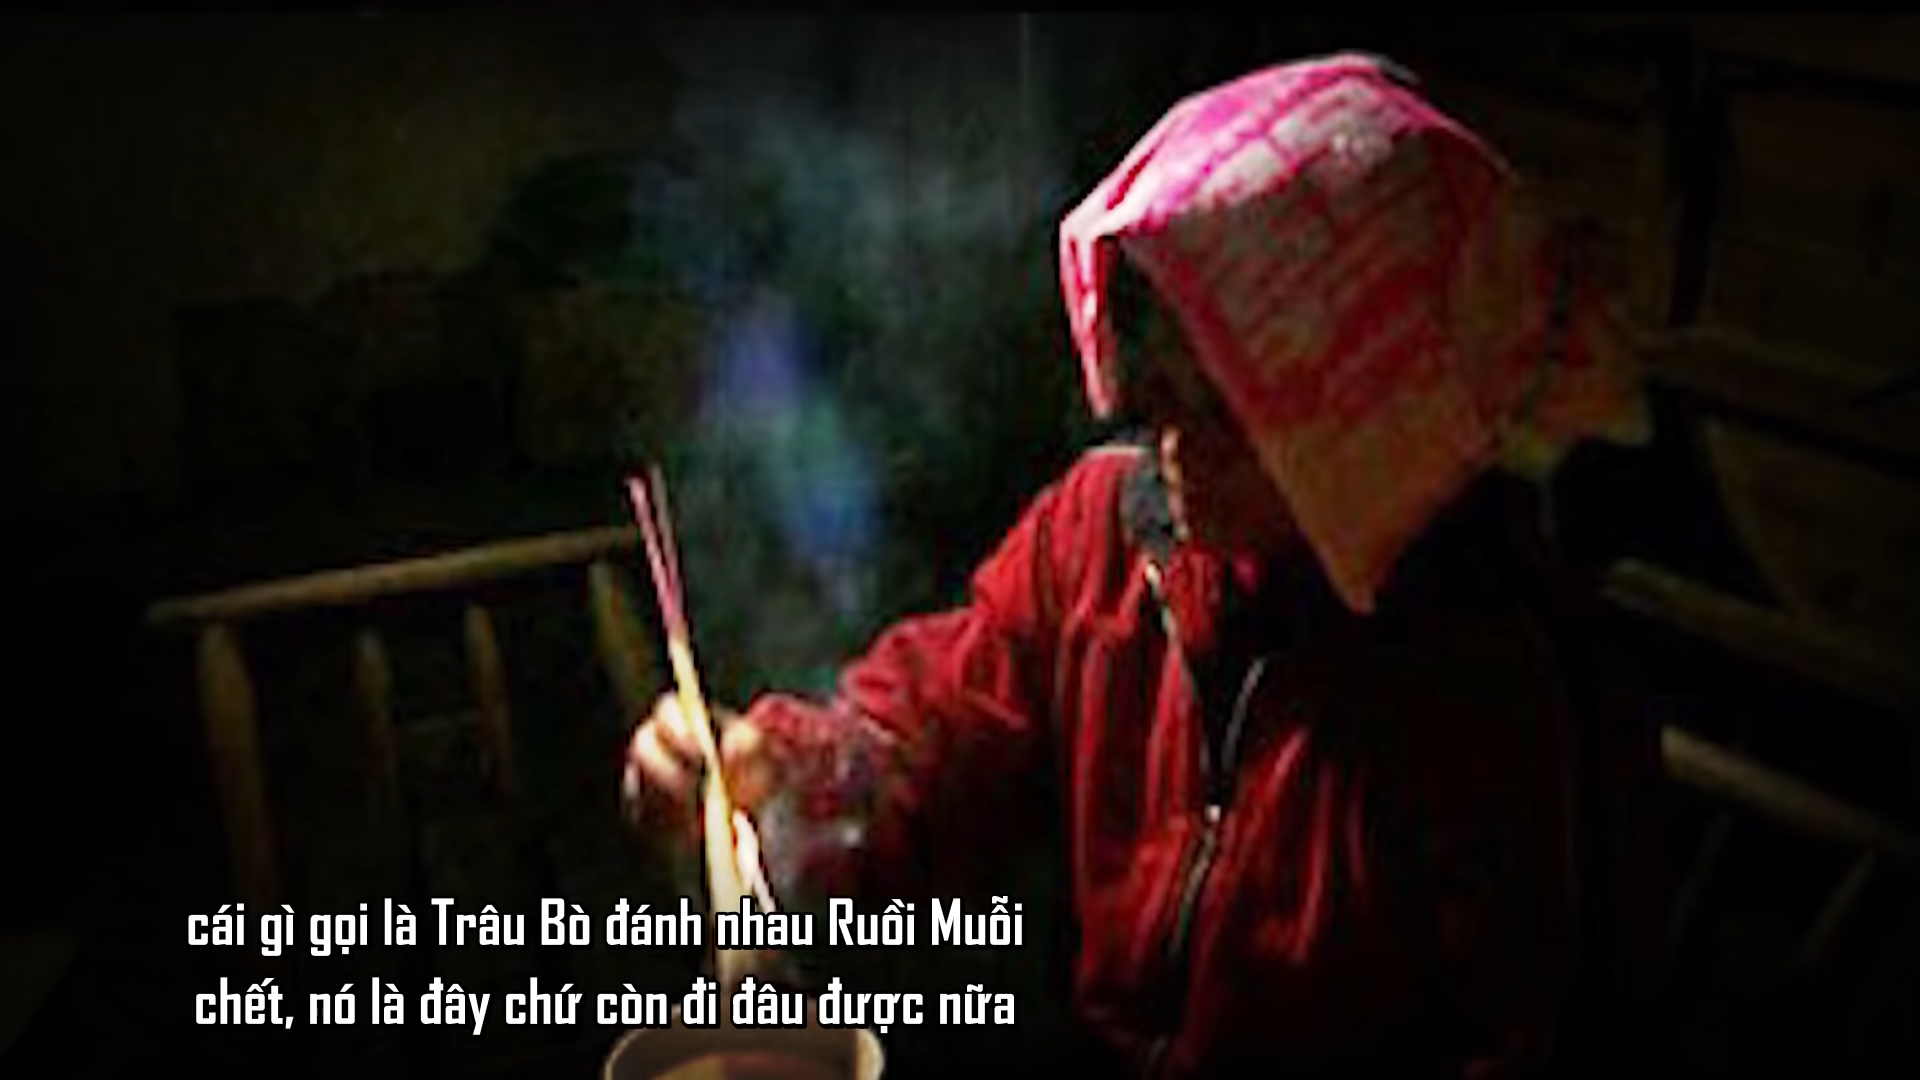 cái gì gọi là Trâu Bò đánh nhau Ruồi Muỗi
chết, nó là đây chứ còn đi đâu được nữa